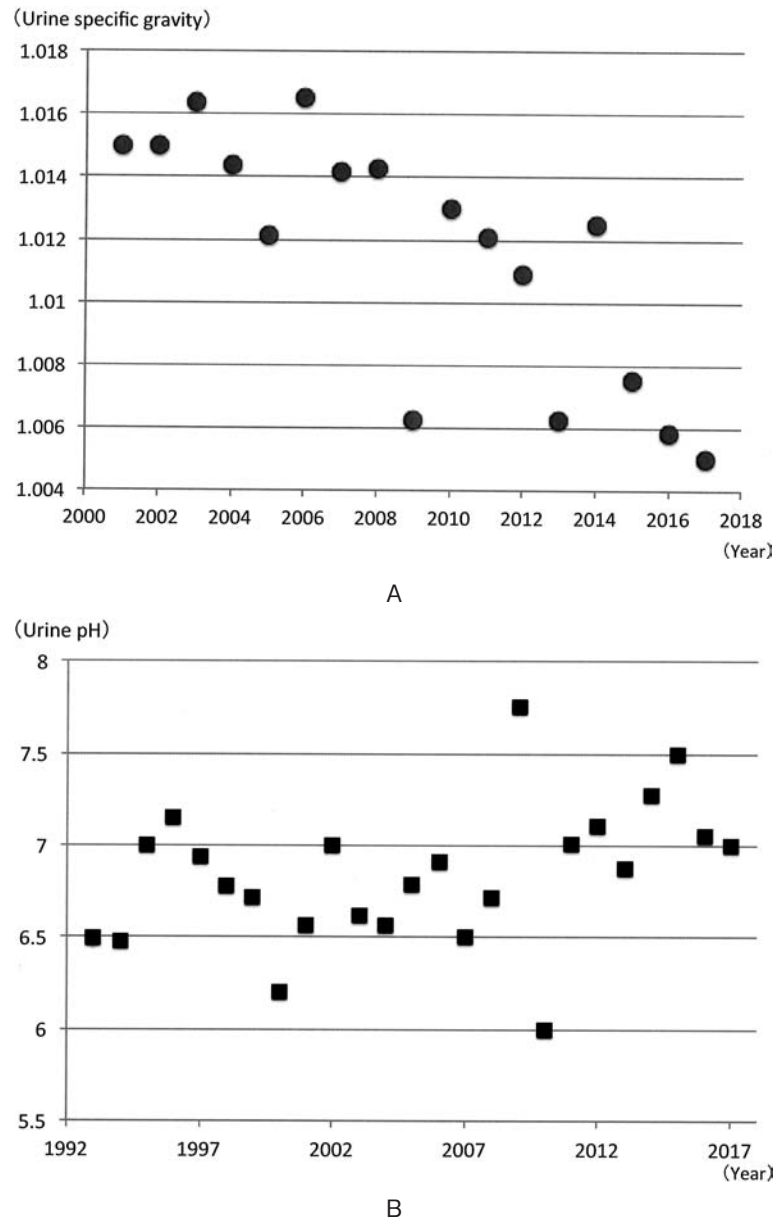 （Urine specific gravity）
1.018
1.016
1.014
1.012
1.01
1.008
1.006
1.004
2000 2002 2004 2006 2008 2010 2012 2014 2016 2018
（Year）
A
（Urine pH）
8
7.5
7
6.5
6
5.5
1992 1997 2002 2007 2012 2017
（Year）
B